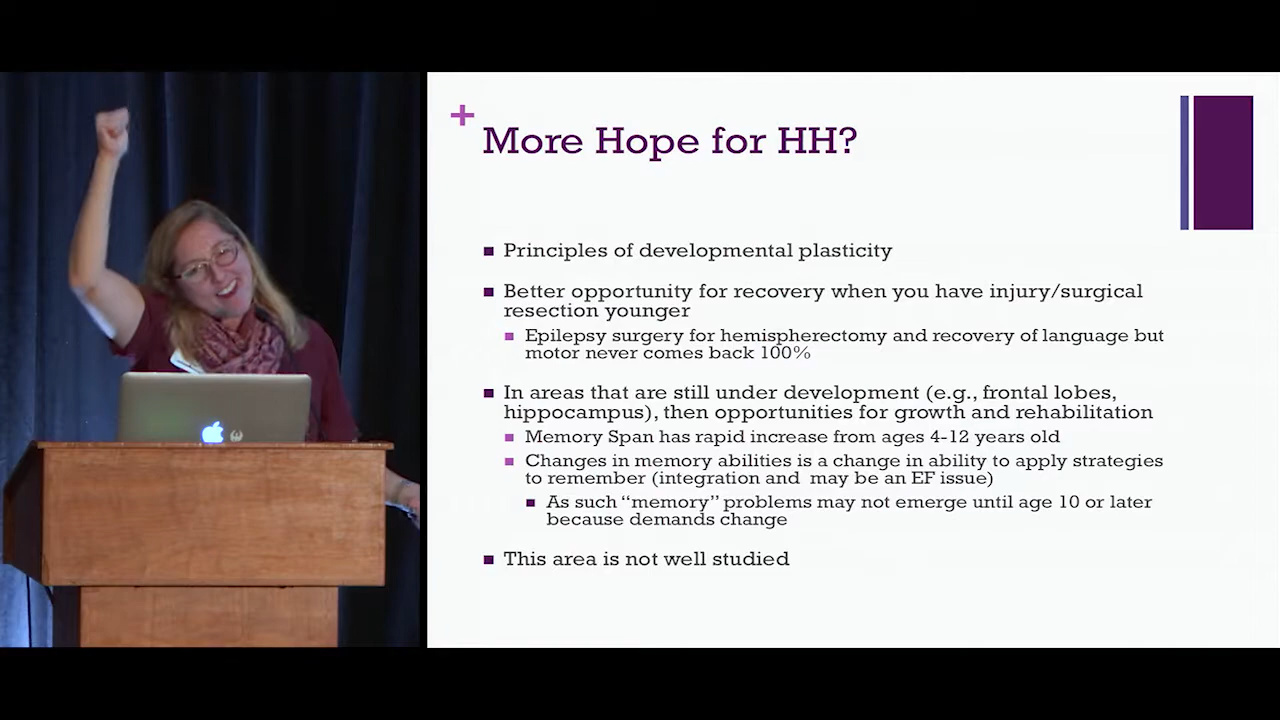 +
More Hope for HH?
■ Principles of developmental plasticity
■ Better opportunity for recovery when you have injury/surgical
resection younger
■ Epilepsy surgery for hemispherectomy and recovery of language but
motor never comes back 100%
■ In areas that are still under development (e.g., frontal lobes,
hippocampus), then opportunities for growth and rehabilitation
■ Memory Span has rapid increase from ages 4-12 years old
■ Changes in memory abilities is a change in ability to apply strategies
to remember (integration and may be an EF issue)
■ As such “memory” problems may not emerge until age 10 or later
because demands change
■ This area is not well studied